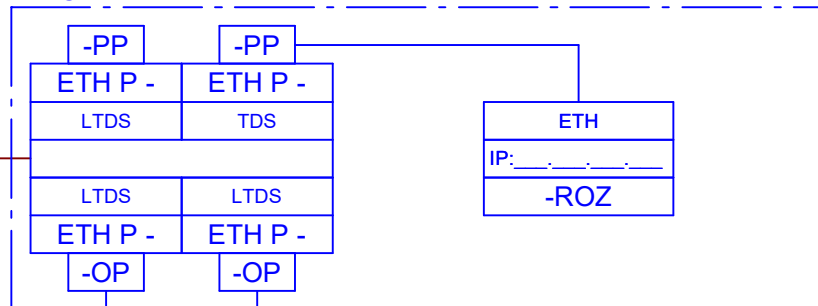 -PP -PP
ETH P - ETH P -
LTDS TDS
ETH
IP:___.___.___.___
LTDS LTDS
-ROZ
ETH P - ETH P -
-OP -OP